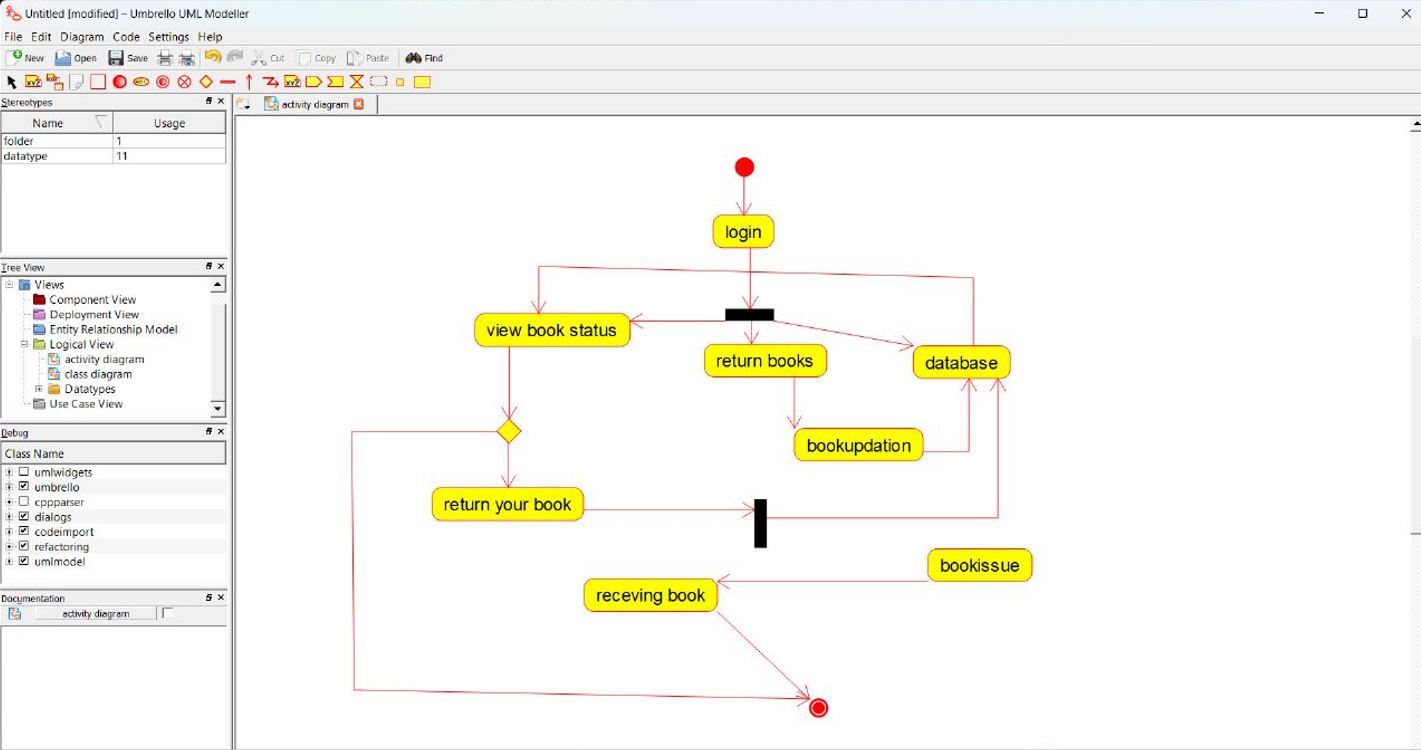 Untitled [modified] – Umbrello UML Modeller
File Edit Diagram Code Settings Help
New Open Save Cut Copy Paste Find
Stereotypes
Name Usage
folder 1
datatype 11
Tree View
Views
Component View
Deployment View
Entity Relationship Model
Logical View
activity diagram
class diagram
Datatypes
Use Case View
Debug
Class Name
umlwidgets
umbrello
cppparser
dialogs
codeimport
refactoring
umlmodel
Documentation
activity diagram
activity diagram
login
view book status
return books
database
bookupdation
return your book
bookissue
receving book